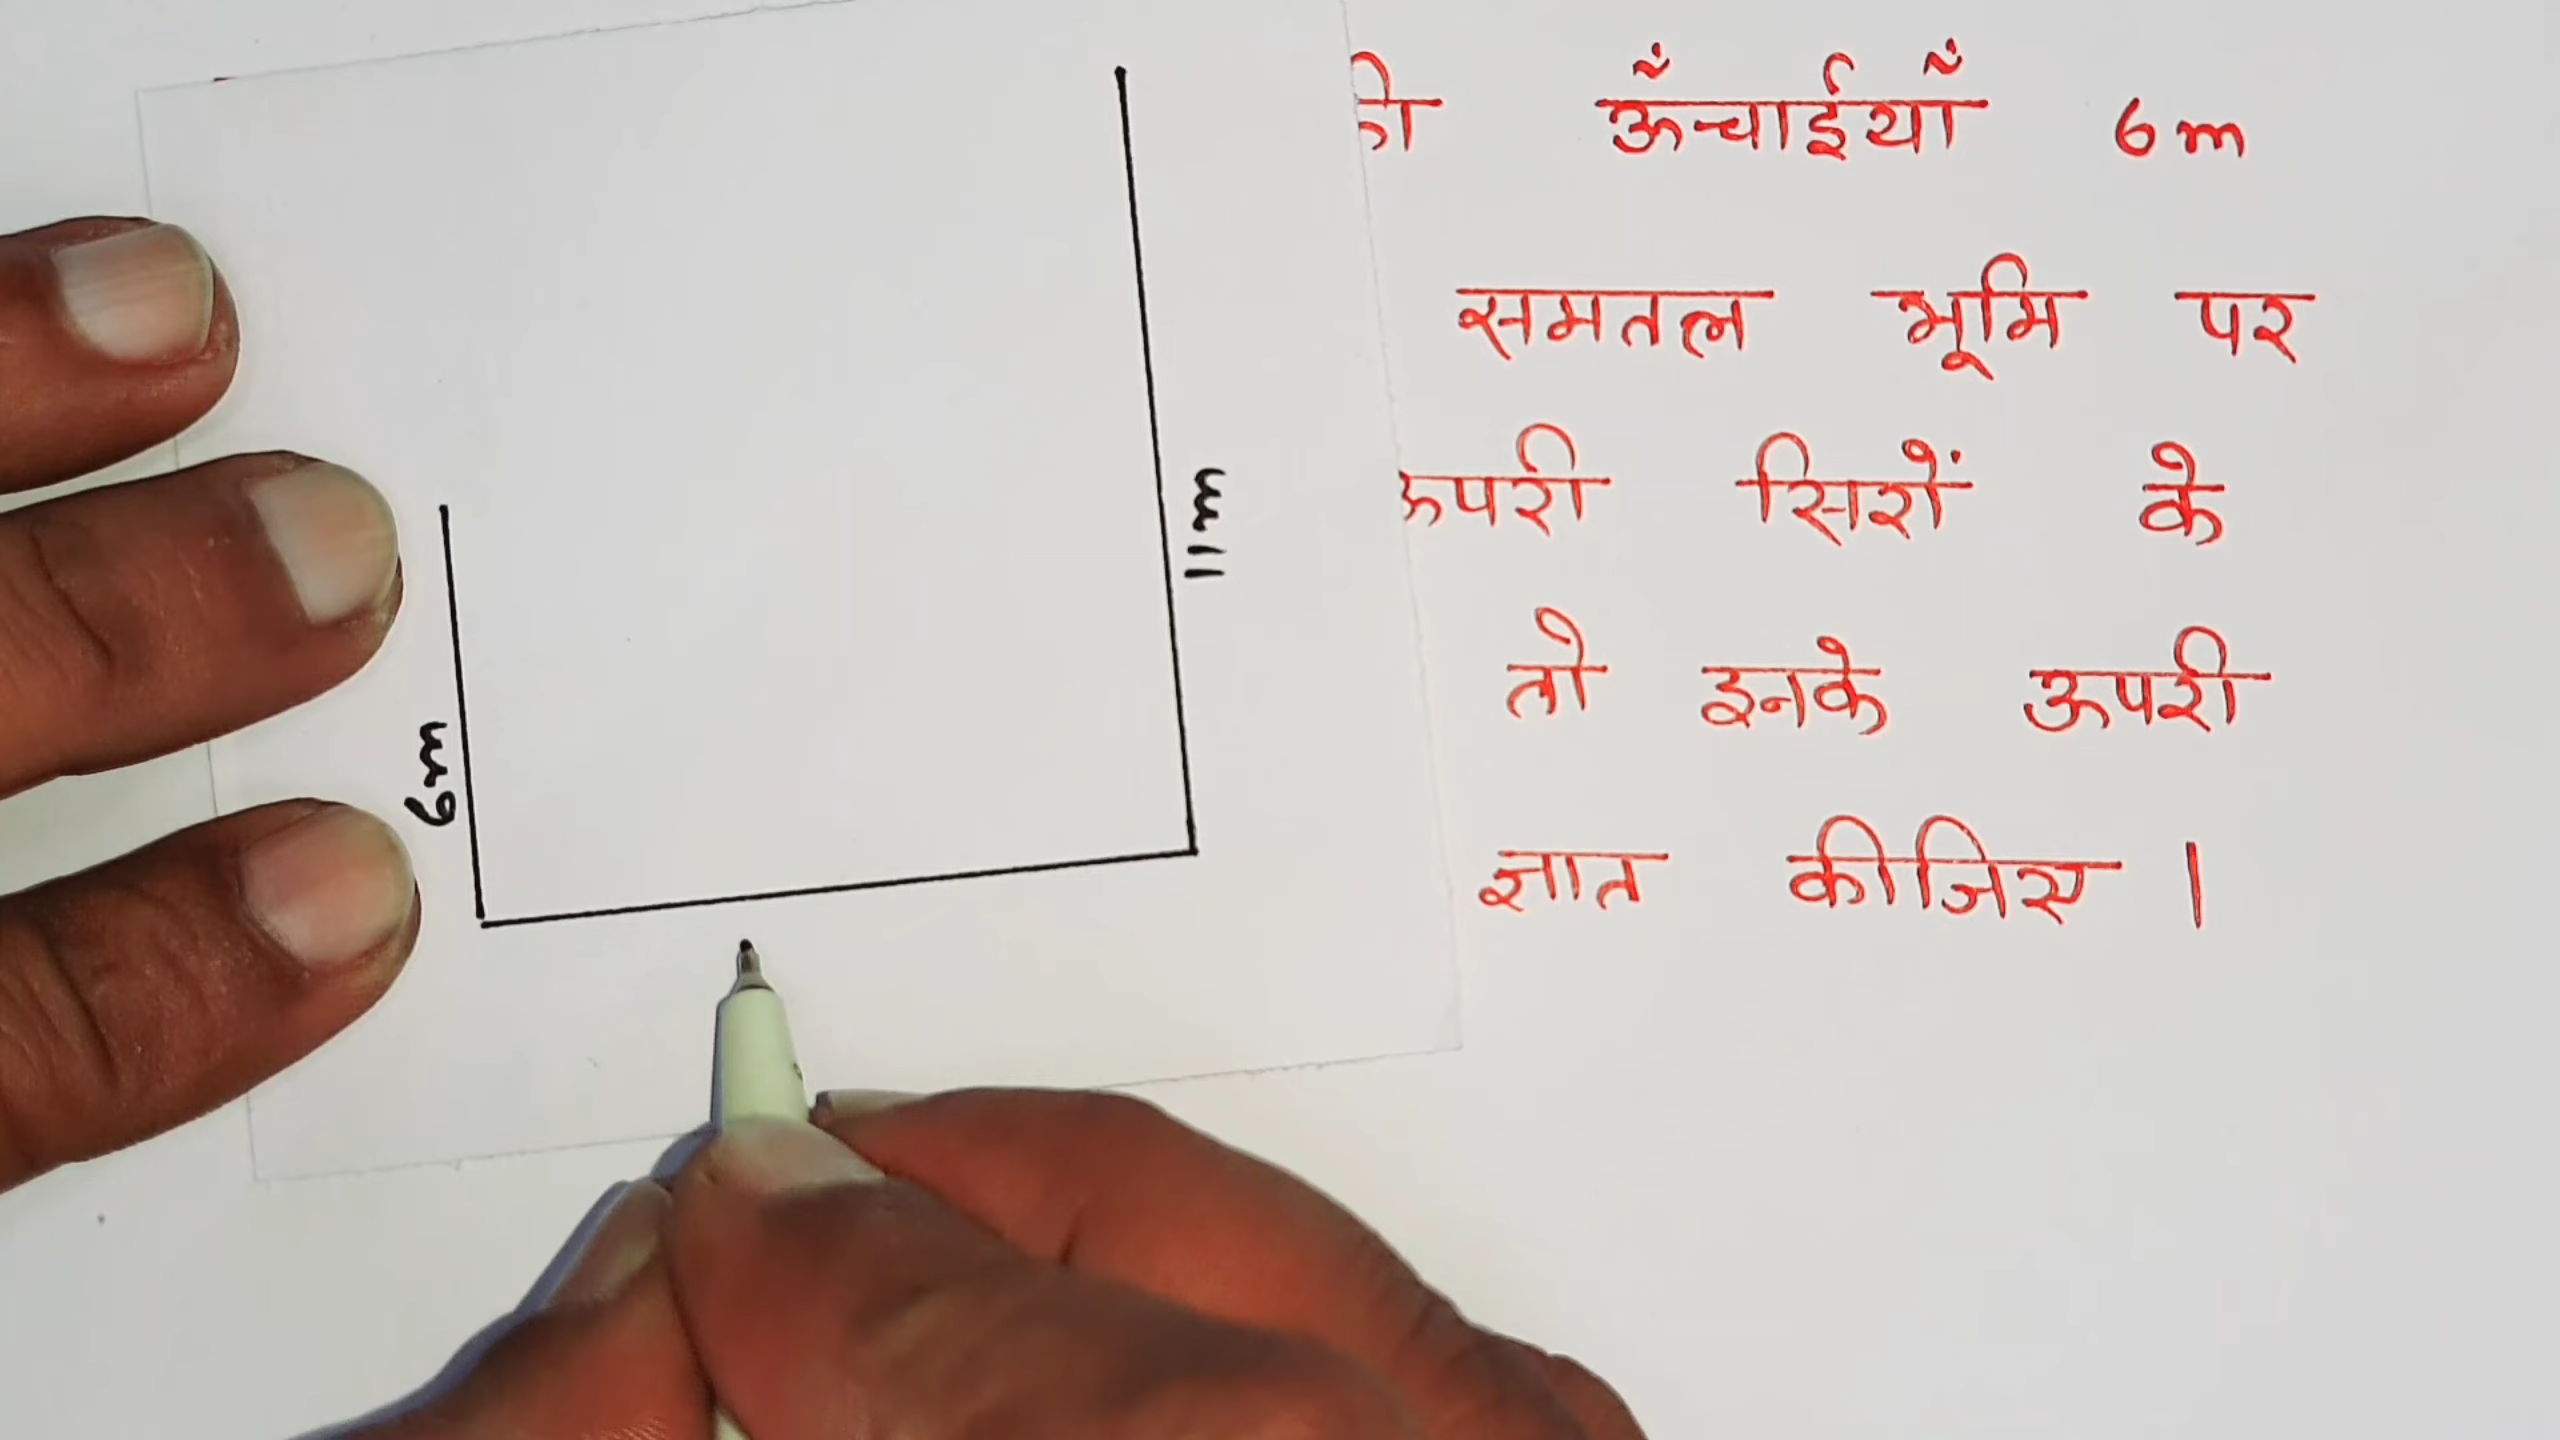 की ऊँचाईयाँ 6m
समतल भूमि पर
ऊपरी सिरों के
तो इनके ऊपरी
ज्ञात कीजिए।
11m
6m